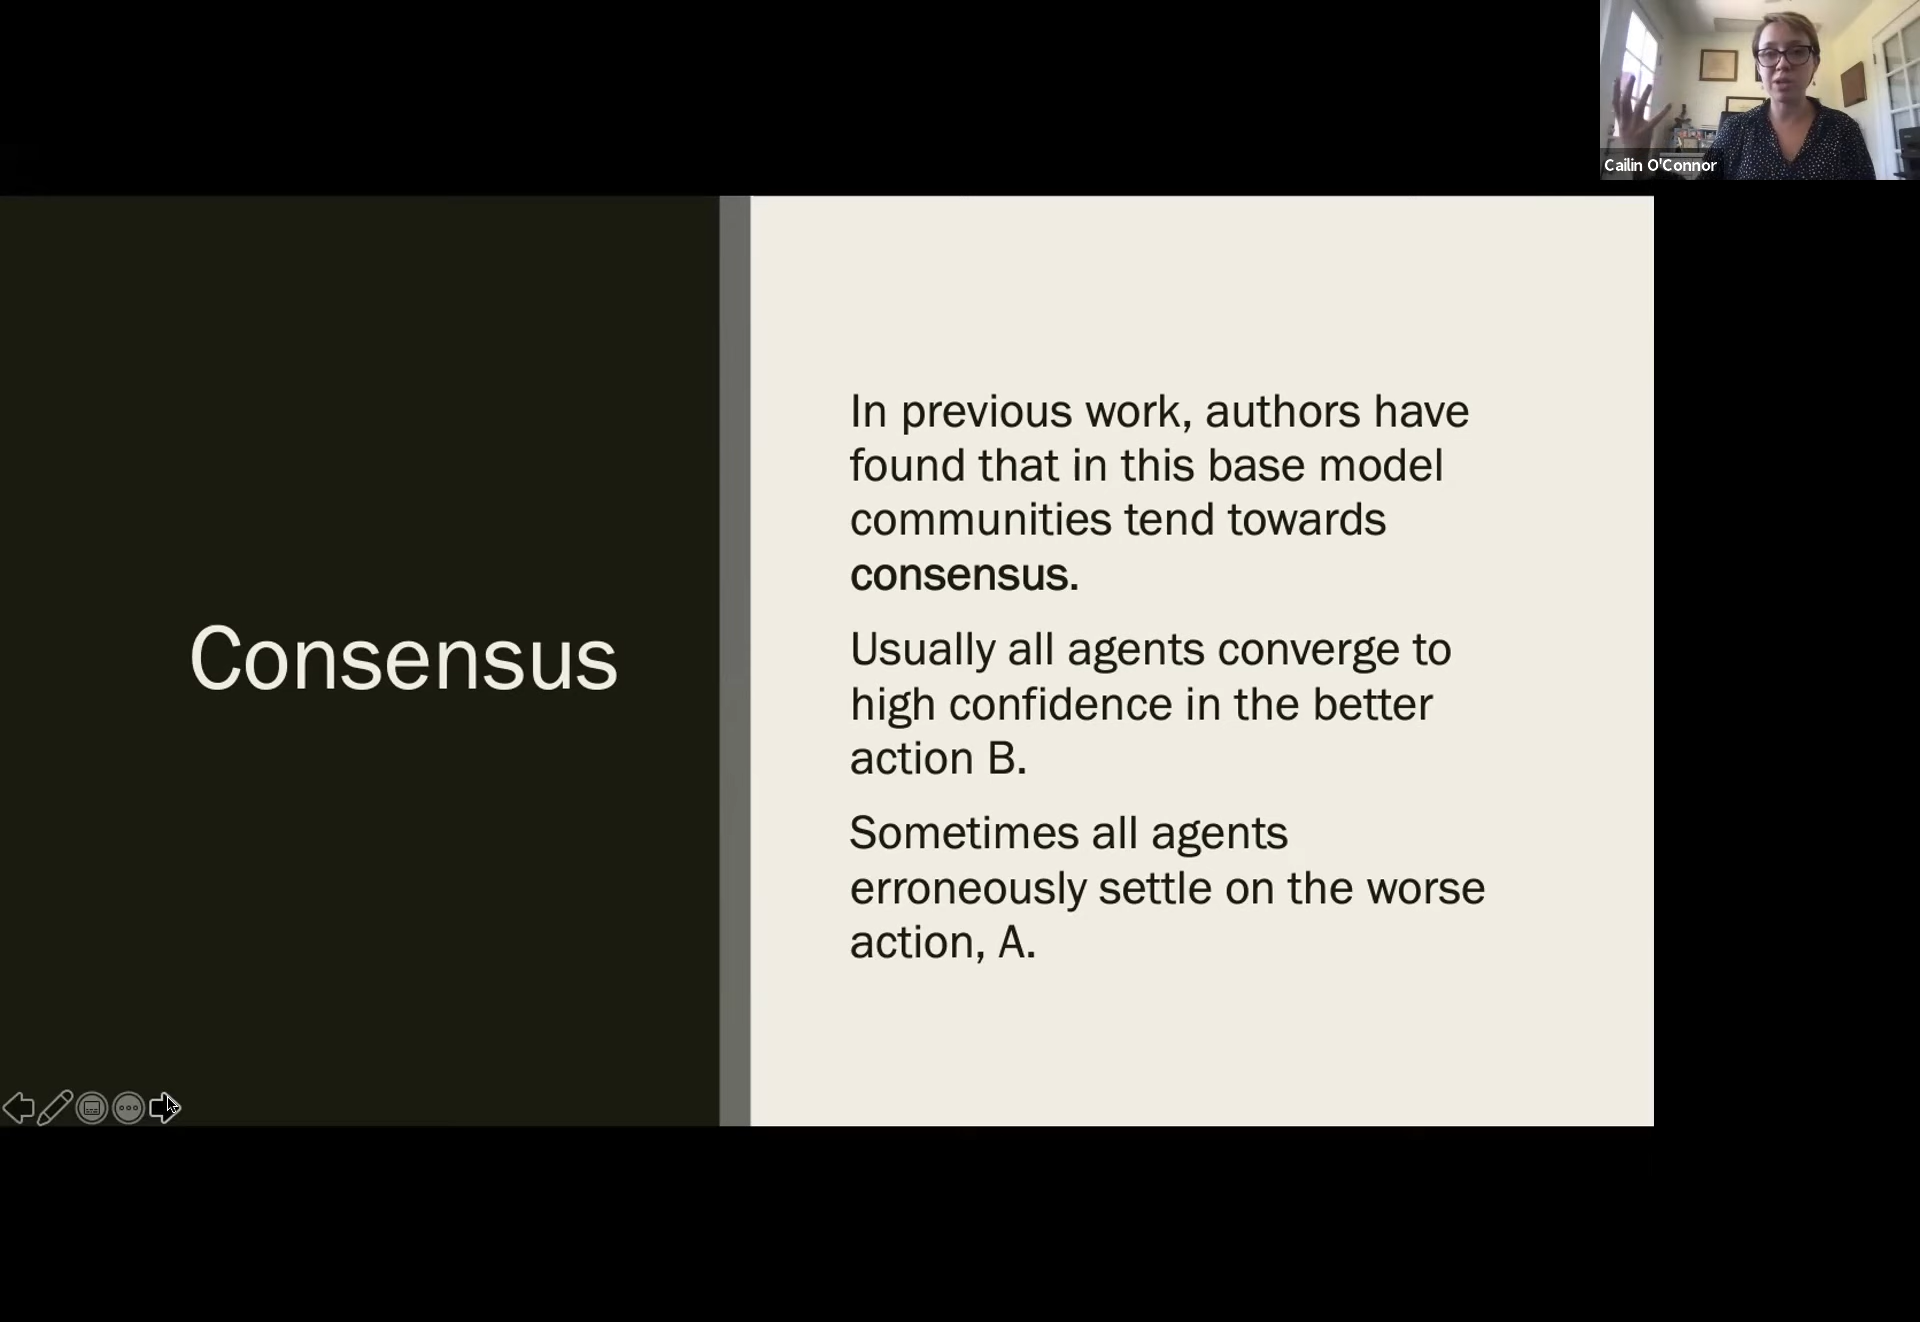 Cailin O'Connor
Consensus
In previous work, authors have
found that in this base model
communities tend towards
consensus.
Usually all agents converge to
high confidence in the better
action B.
Sometimes all agents
erroneously settle on the worse
action, A.